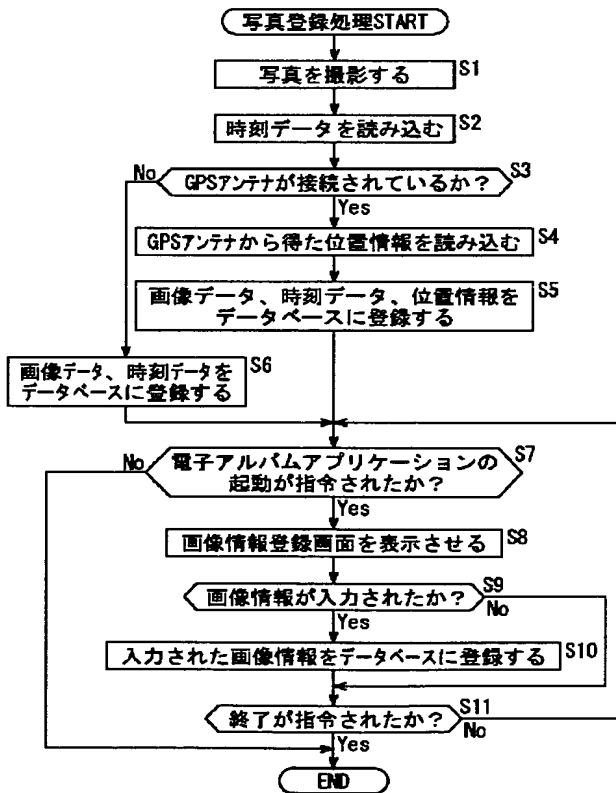 写真登録処理START
写真を撮影する
S1
時刻データを読み込む
S2
GPSアンテナが接続されているか？
S3
No
Yes
GPSアンテナから得た位置情報を読み込む
S4
画像データ、時刻データ、位置情報を
データベースに登録する
S5
画像データ、時刻データを
データベースに登録する
S6
電子アルバムアプリケーションの
起動が指令されたか？
S7
No
Yes
画像情報登録画面を表示させる
S8
画像情報が入力されたか？
S9
No
Yes
入力された画像情報をデータベースに登録する
S10
終了が指令されたか？
S11
No
Yes
END